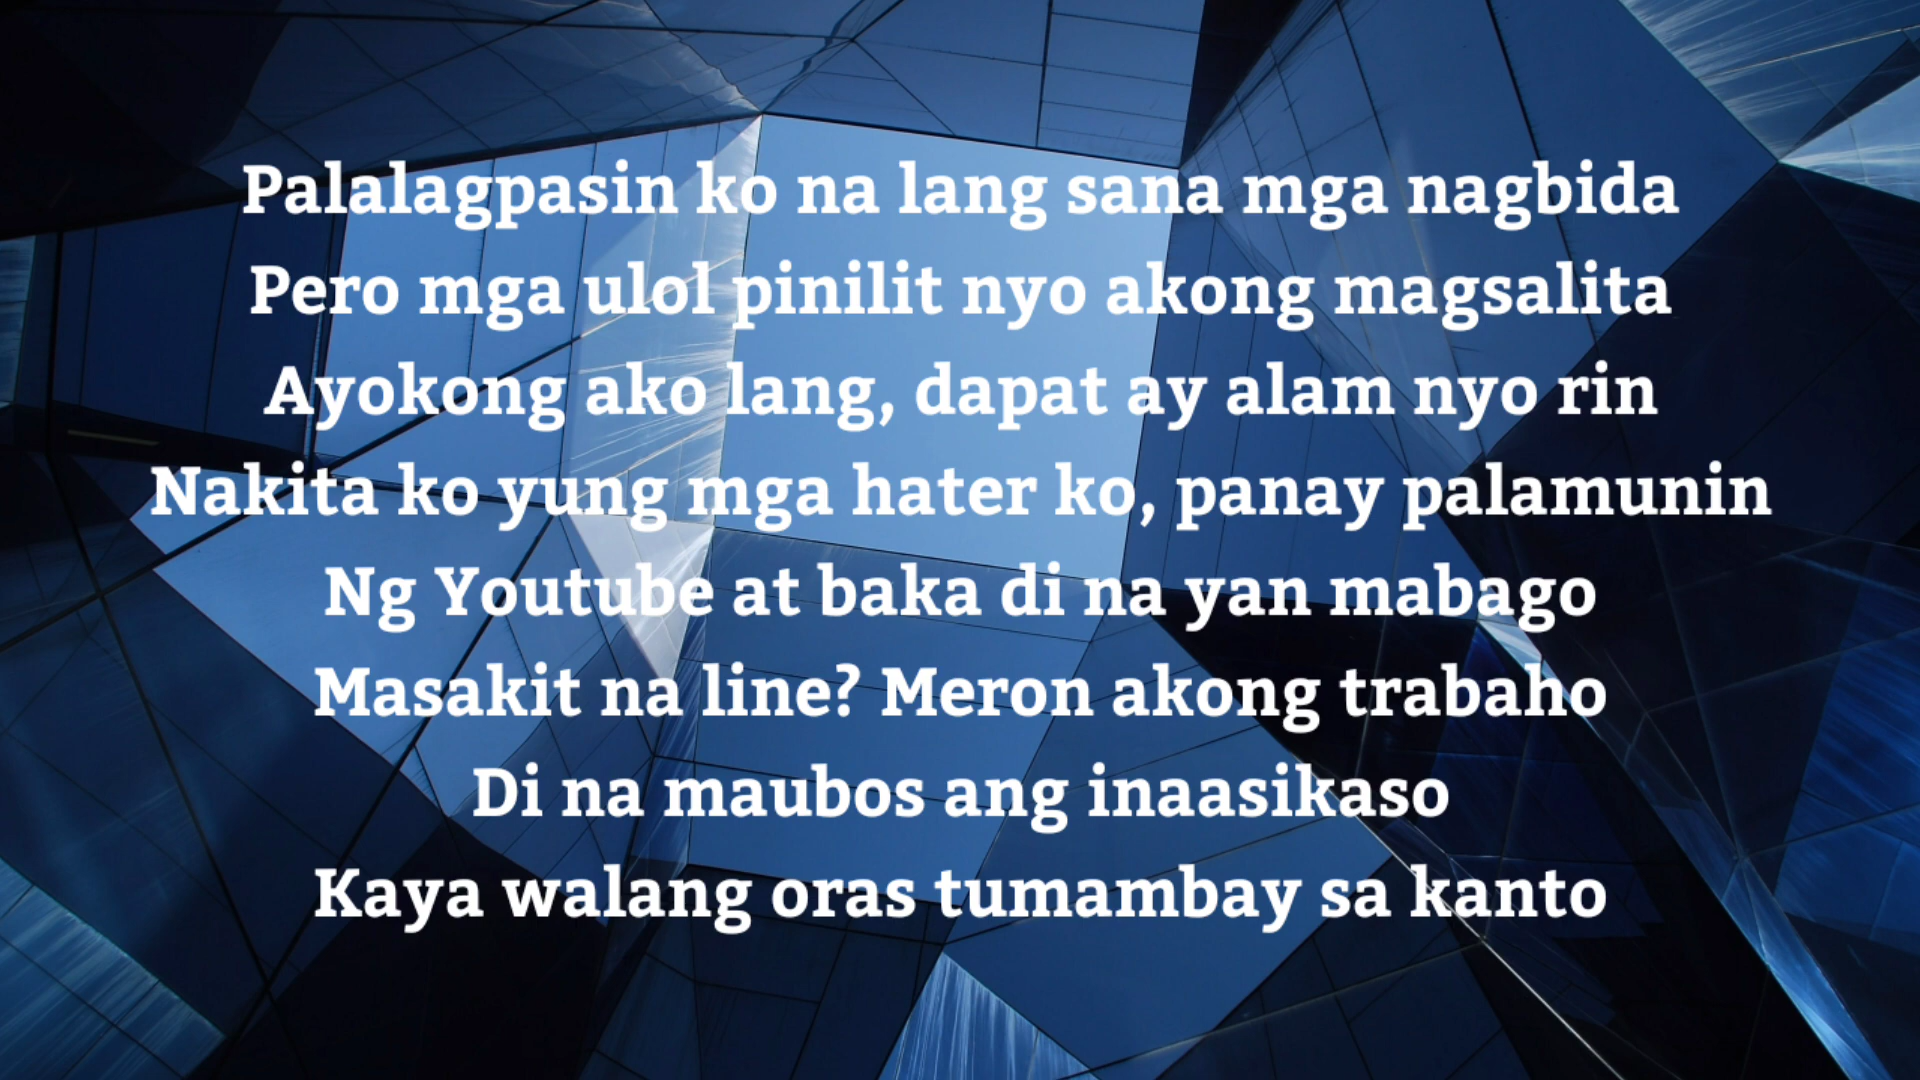 Palalagpasin ko na lang sana mga nagbida
Pero mga ulol pinilit nyo akong magsalita
Ayokong ako lang, dapat ay alam nyo rin
Nakita ko yung mga hater ko, panay palamunin
Ng Youtube at baka di na yan mabago
Masakit na line? Meron akong trabaho
Di na maubos ang inaasikaso
Kaya walang oras tumambay sa kanto